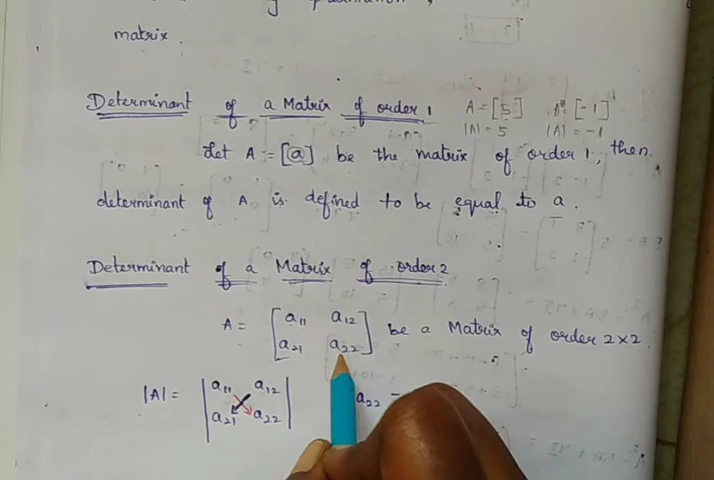 matrix.
Determinant of a Matrix of order 1 A = [5] A = [-1]
|A| = 5 |A| = -1
Let A = [a] be the matrix of order 1, then
determinant of A is defined to be equal to a.
Determinant of a Matrix of order 2
A = [a11 a12
a21 a22] be a Matrix of order 2×2.
|A| = |a11 a12
a21 a22| a22 -